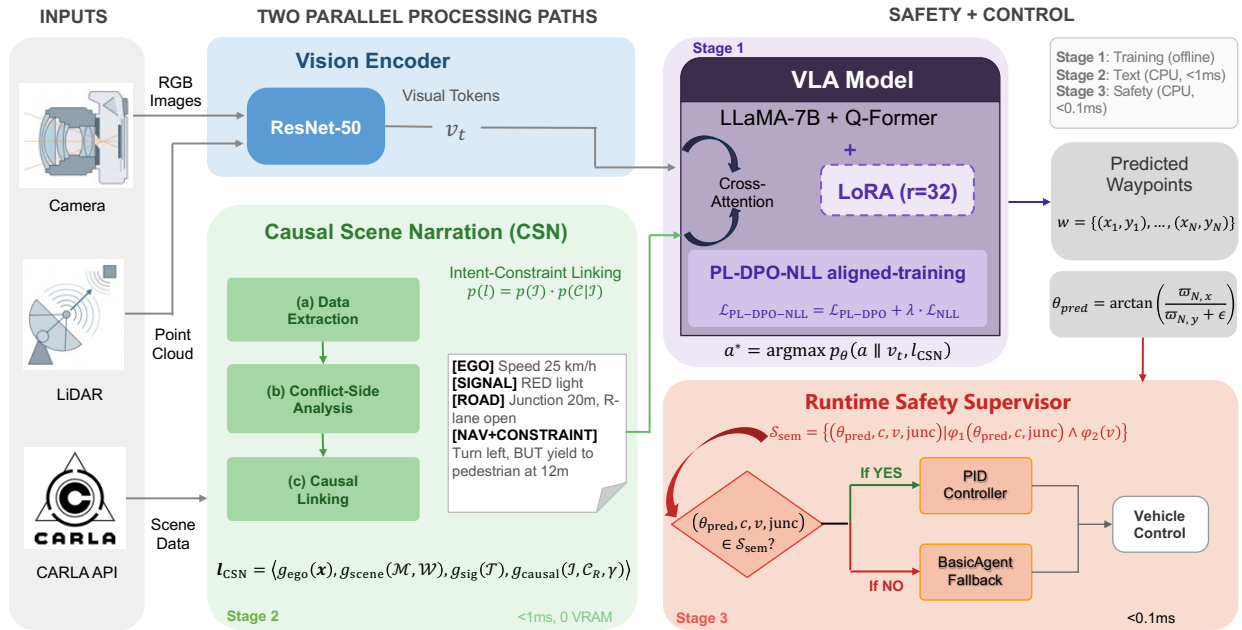 INPUTS
TWO PARALLEL PROCESSING PATHS
SAFETY + CONTROL
Camera
LiDAR
CARLA
CARLA API
RGB
Images
Point
Cloud
Scene
Data
Vision Encoder
ResNet-50
Visual Tokens
v_t
Causal Scene Narration (CSN)
Intent-Constraint Linking
p(l) = p(ℐ) · p(𝒞|ℐ)
(a) Data
Extraction
(b) Conflict-Side
Analysis
(c) Causal
Linking
[EGO] Speed 25 km/h
[SIGNAL] RED light
[ROAD] Junction 20m, R-
lane open
[NAV+CONSTRAINT]
Turn left, BUT yield to
pedestrian at 12m
l_CSN = ⟨g_ego(x), g_scene(ℳ, 𝒲), g_sig(𝒯), g_causal(ℐ, 𝒞_R, γ)⟩
Stage 2
<1ms, 0 VRAM
Stage 1
VLA Model
LLaMA-7B + Q-Former
+
LoRA (r=32)
Cross-
Attention
PL-DPO-NLL aligned-training
ℒ_PL−DPO−NLL = ℒ_PL−DPO + λ · ℒ_NLL
a* = argmax p_θ(a ∥ v_t, l_CSN)
Stage 1: Training (offline)
Stage 2: Text (CPU, <1ms)
Stage 3: Safety (CPU,
<0.1ms)
Predicted
Waypoints
w = {(x_1, y_1), ..., (x_N, y_N)}
θ_pred = arctan(ϖ_N,x / (ϖ_N,y + ϵ))
Runtime Safety Supervisor
𝒮_sem = {(θ_pred, c, v, junc)|φ_1(θ_pred, c, junc) ∧ φ_2(v)}
(θ_pred, c, v, junc)
∈ 𝒮_sem?
If YES
PID
Controller
If NO
BasicAgent
Fallback
Vehicle
Control
Stage 3
<0.1ms